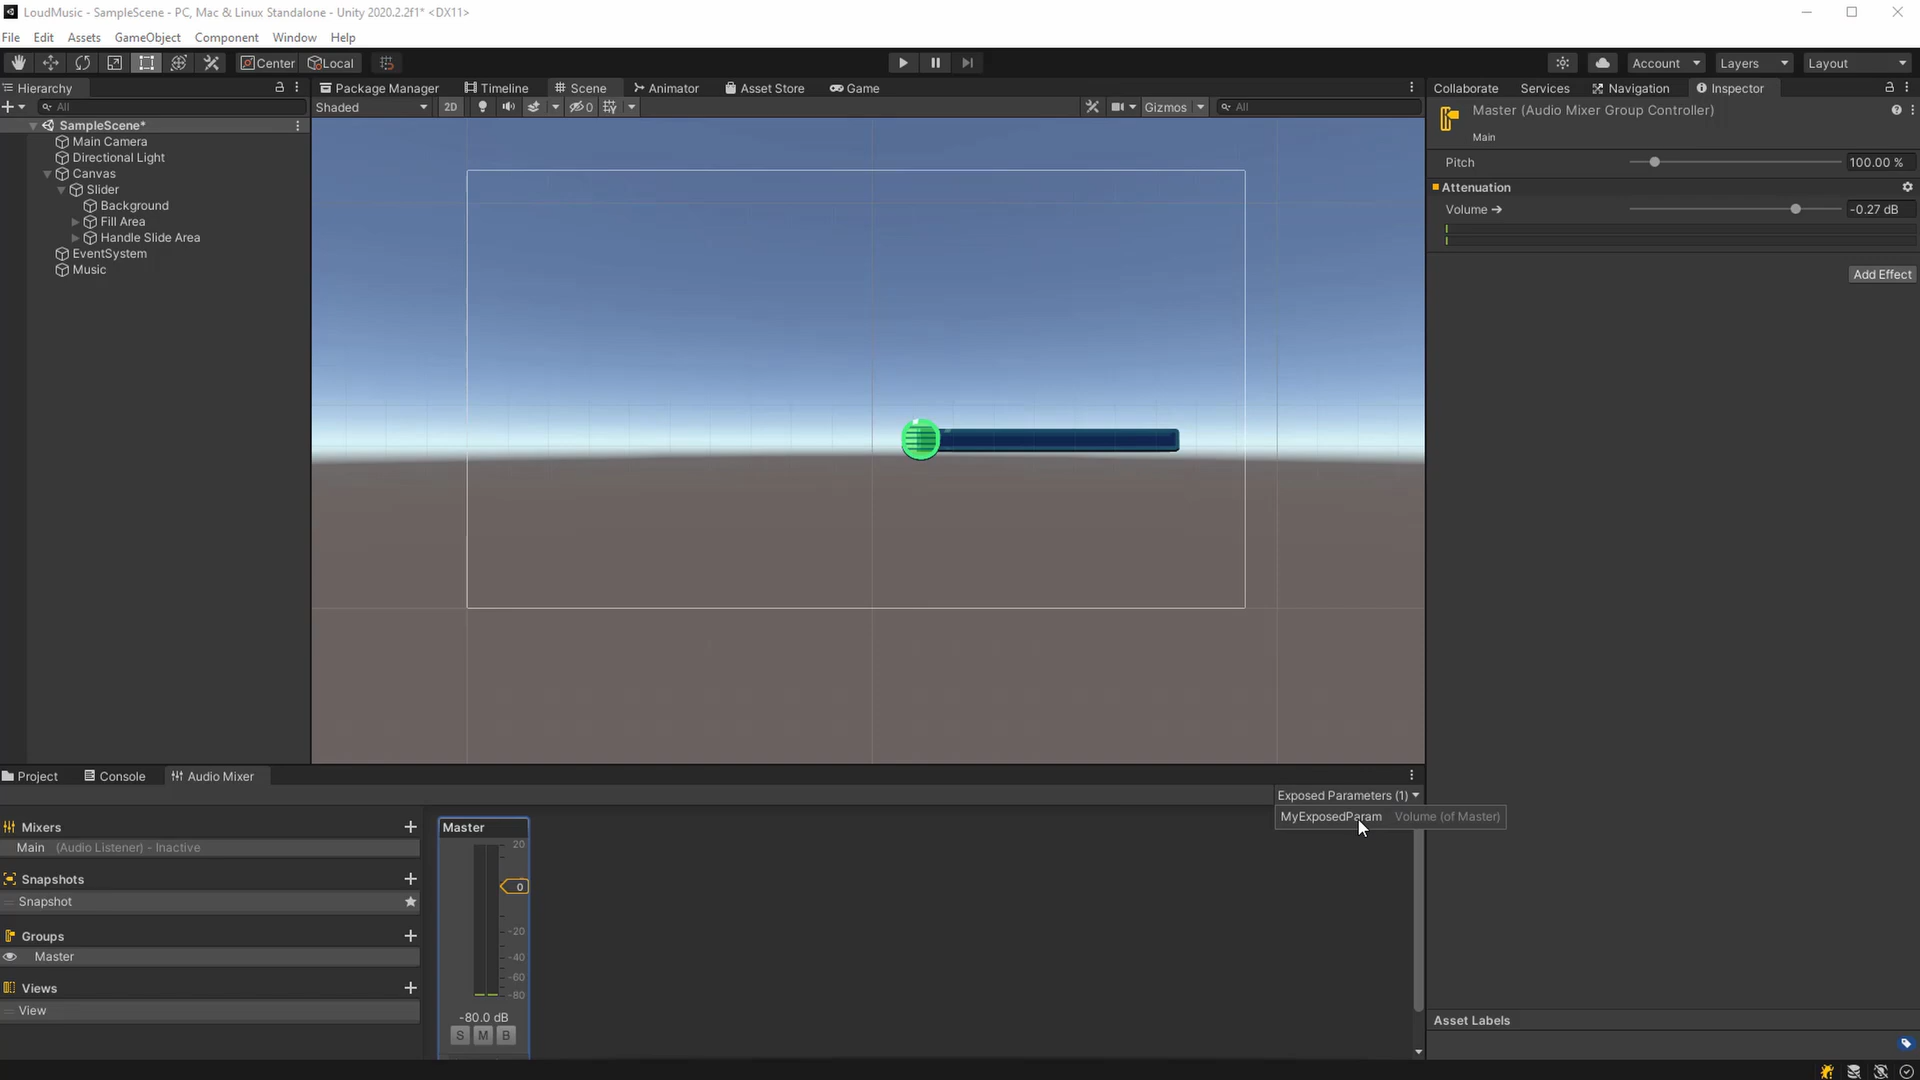 LoudMusic - SampleScene - PC, Mac & Linux Standalone - Unity 2020.2.2f1* <DX11>
File Edit Assets GameObject Component Window Help
Center Local Account Layers Layout
Hierarchy Package Manager Timeline Scene Animator Asset Store Game Collaborate Services Navigation Inspector
All Shaded 2D 0 Gizmos All
Master (Audio Mixer Group Controller)
Main
SampleScene*
Main Camera
Directional Light
Canvas
Slider
Background
Fill Area
Handle Slide Area
EventSystem
Music
Pitch 100.00 %
Attenuation
Volume ➔ -0.27 dB
Add Effect
Project Console Audio Mixer
Exposed Parameters (1)
MyExposedParam Volume (of Master)
Mixers
Main (Audio Listener) - Inactive
Snapshots
Snapshot
Groups
Master
Views
View
Master
20
0
-20
-40
-60
-80
-80.0 dB
S M B
Asset Labels